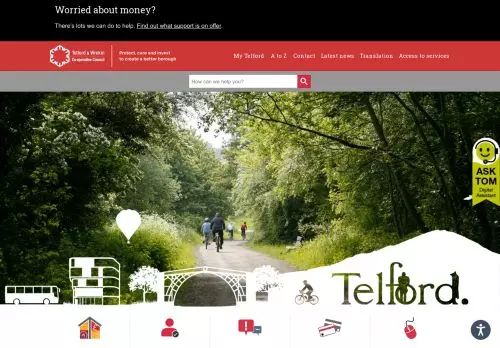 Worried about money?
There's lots we can do to help. Find out what support is on offer.
Telford & Wrekin
Co-operative Council
Protect, care and invest
to create a better borough
My Telford A to Z Contact Latest news Translation Access to services
How can we help you?
ASK
TOM
Digital
Assistant
Telford.